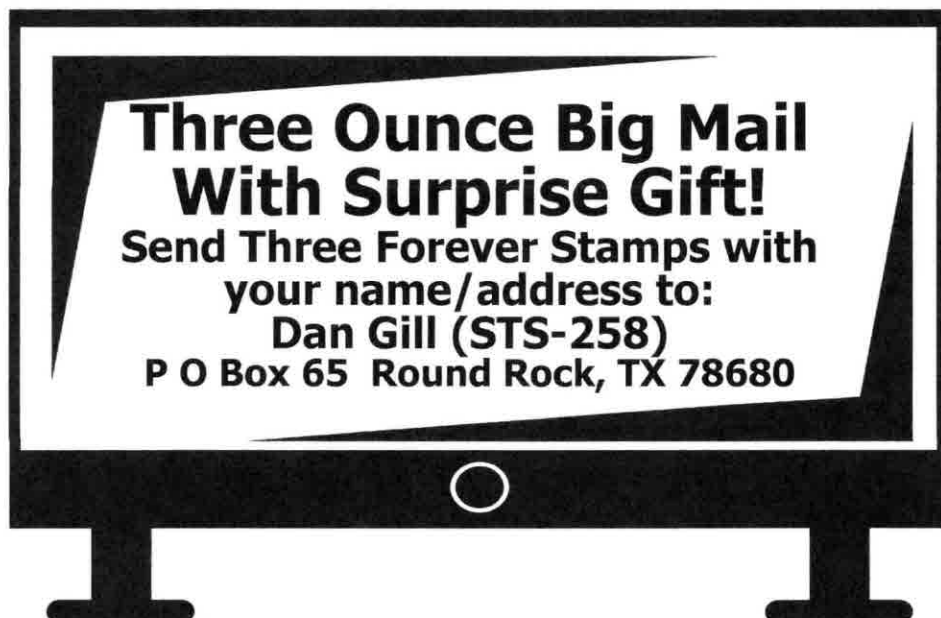 Three Ounce Big Mail
With Surprise Gift!
Send Three Forever Stamps with
your name/address to:
Dan Gill (STS-258)
P O Box 65 Round Rock, TX 78680